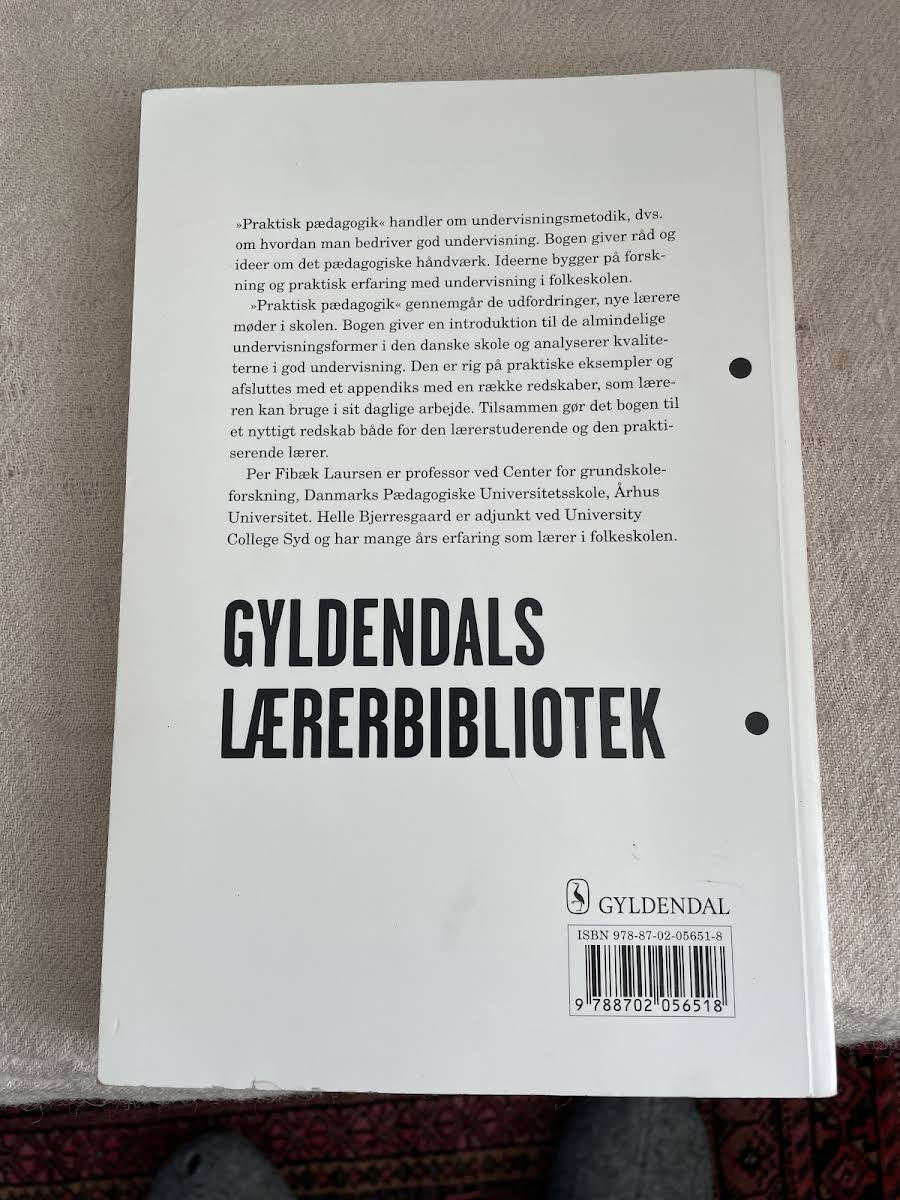 »Praktisk pædagogik« handler om undervisningsmetodik, dvs.
om hvordan man bedriver god undervisning. Bogen giver råd og
ideer om det pædagogiske håndværk. Ideerne bygger på forsk-
ning og praktisk erfaring med undervisning i folkeskolen.
»Praktisk pædagogik« gennemgår de udfordringer, nye lærere
møder i skolen. Bogen giver en introduktion til de almindelige
undervisningsformer i den danske skole og analyserer kvalite-
terne i god undervisning. Den er rig på praktiske eksempler og
afsluttes med et appendiks med en række redskaber, som lære-
ren kan bruge i sit daglige arbejde. Tilsammen gør det bogen til
et nyttigt redskab både for den lærerstuderende og den prakti-
serende lærer.
Per Fibæk Laursen er professor ved Center for grundskole-
forskning, Danmarks Pædagogiske Universitetsskole, Århus
Universitet. Helle Bjerresgaard er adjunkt ved University
College Syd og har mange års erfaring som lærer i folkeskolen.
GYLDENDALS
LÆRERBIBLIOTEK
GYLDENDAL
ISBN 978-87-02-05651-8
9 788702 056518